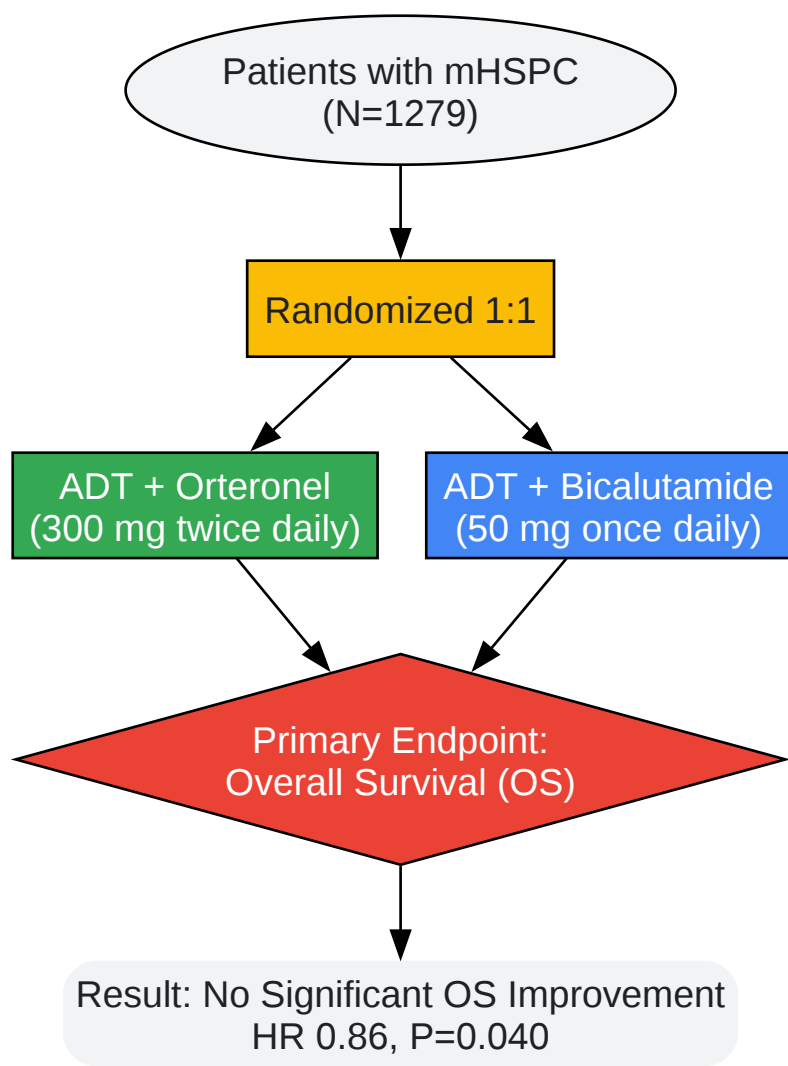 Patients with mHSPC
(N=1279)
Randomized 1:1
ADT + Orteronel
(300 mg twice daily)
ADT + Bicalutamide
(50 mg once daily)
Primary Endpoint:
Overall Survival (OS)
Result: No Significant OS Improvement
HR 0.86, P=0.040